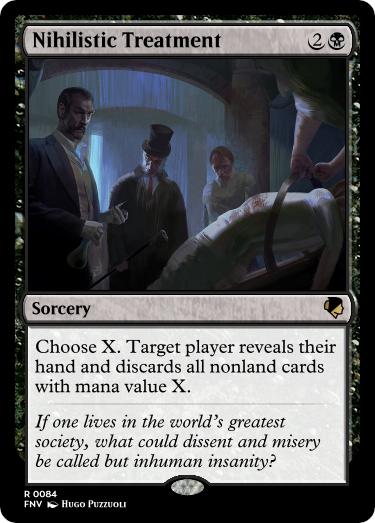 Nihilistic Treatment 2
Sorcery
Choose X. Target player reveals their
hand and discards all nonland cards
with mana value X.
If one lives in the world's greatest
society, what could dissent and misery
be called but inhuman insanity?
R 0084
FNV Hugo Puzzuoli